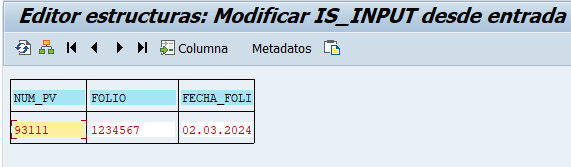 Editor estructuras: Modificar IS_INPUT desde entrada
Columna Metadatos
NUM_PV FOLIO FECHA_FOLI
93111 1234567 02.03.2024